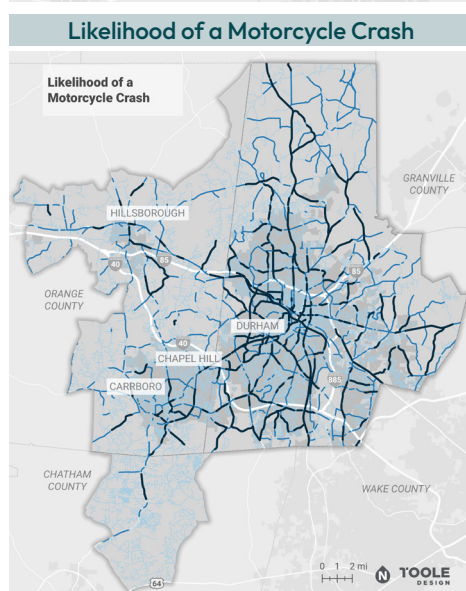 Likelihood of a Motorcycle Crash
Likelihood of a
Motorcycle Crash
GRANVILLE
COUNTY
HILLSBOROUGH
40
85
85
ORANGE
COUNTY
DURHAM
40
CHAPEL HILL
CARRBORO
885
CHATHAM
COUNTY
WAKE COUNTY
0 1 2 mi
N
TOOLE
DESIGN
64